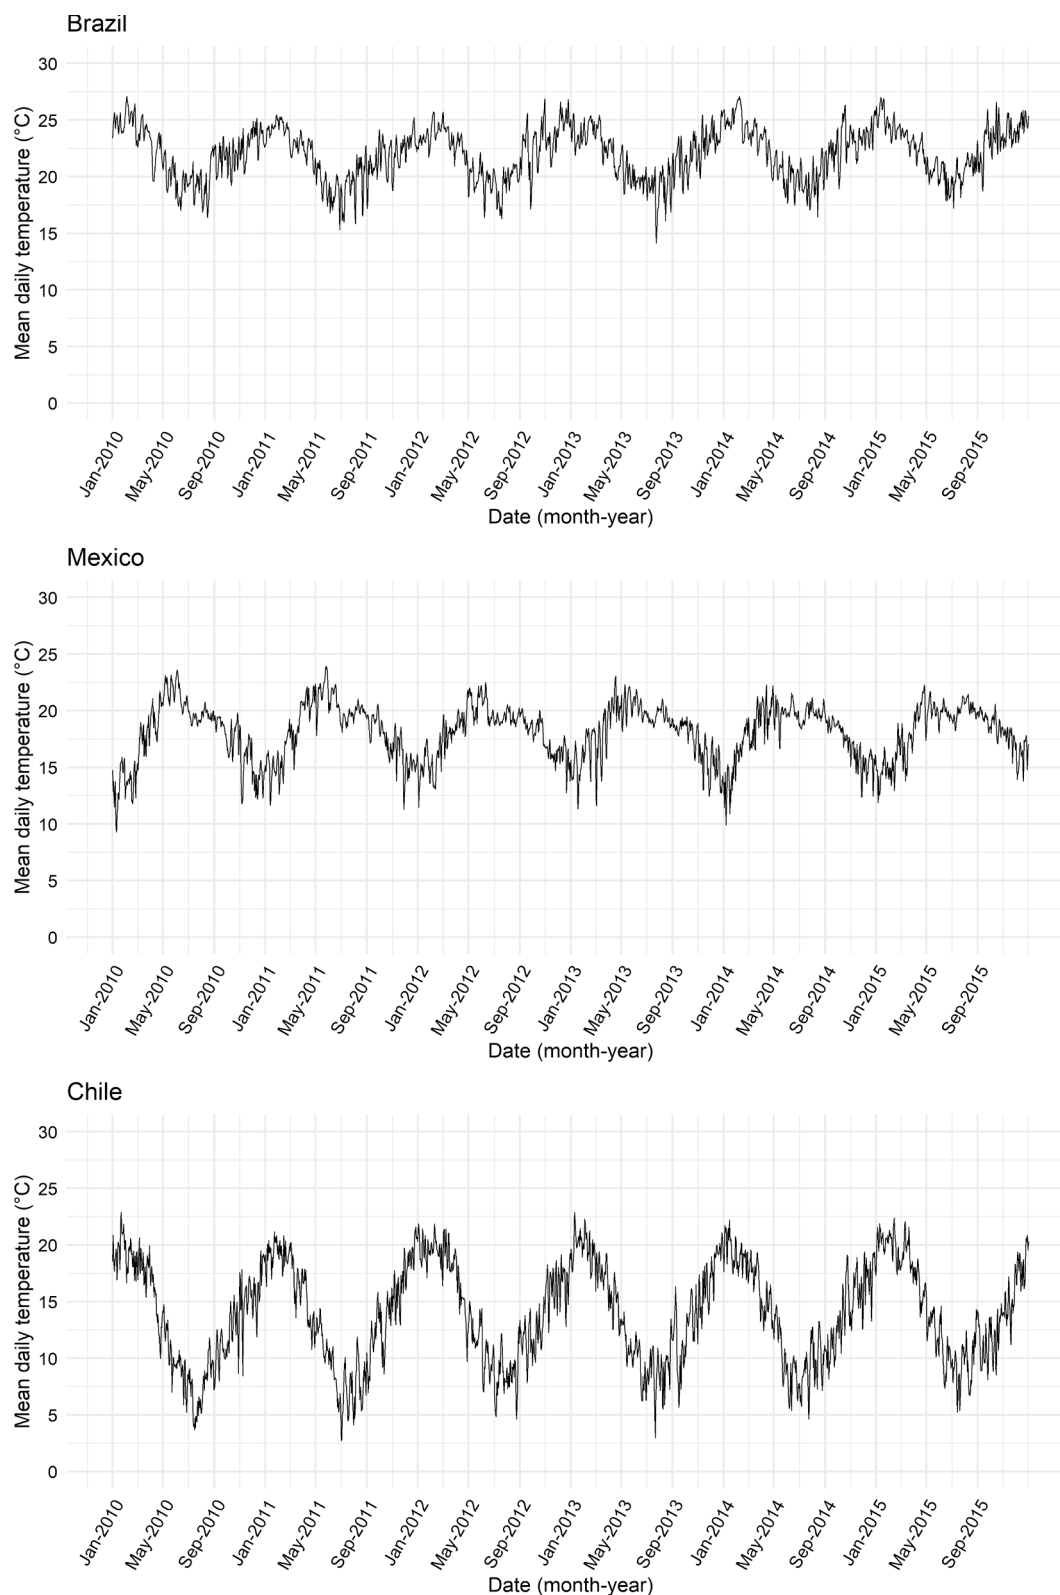 Brazil
Mean daily temperature (°C)
30
25
20
15
10
5
0
Jan-2010 May-2010 Sep-2010 Jan-2011 May-2011 Sep-2011 Jan-2012 May-2012 Sep-2012 Jan-2013 May-2013 Sep-2013 Jan-2014 May-2014 Sep-2014 Jan-2015 May-2015 Sep-2015
Date (month-year)
Mexico
Mean daily temperature (°C)
30
25
20
15
10
5
0
Jan-2010 May-2010 Sep-2010 Jan-2011 May-2011 Sep-2011 Jan-2012 May-2012 Sep-2012 Jan-2013 May-2013 Sep-2013 Jan-2014 May-2014 Sep-2014 Jan-2015 May-2015 Sep-2015
Date (month-year)
Chile
Mean daily temperature (°C)
30
25
20
15
10
5
0
Jan-2010 May-2010 Sep-2010 Jan-2011 May-2011 Sep-2011 Jan-2012 May-2012 Sep-2012 Jan-2013 May-2013 Sep-2013 Jan-2014 May-2014 Sep-2014 Jan-2015 May-2015 Sep-2015
Date (month-year)